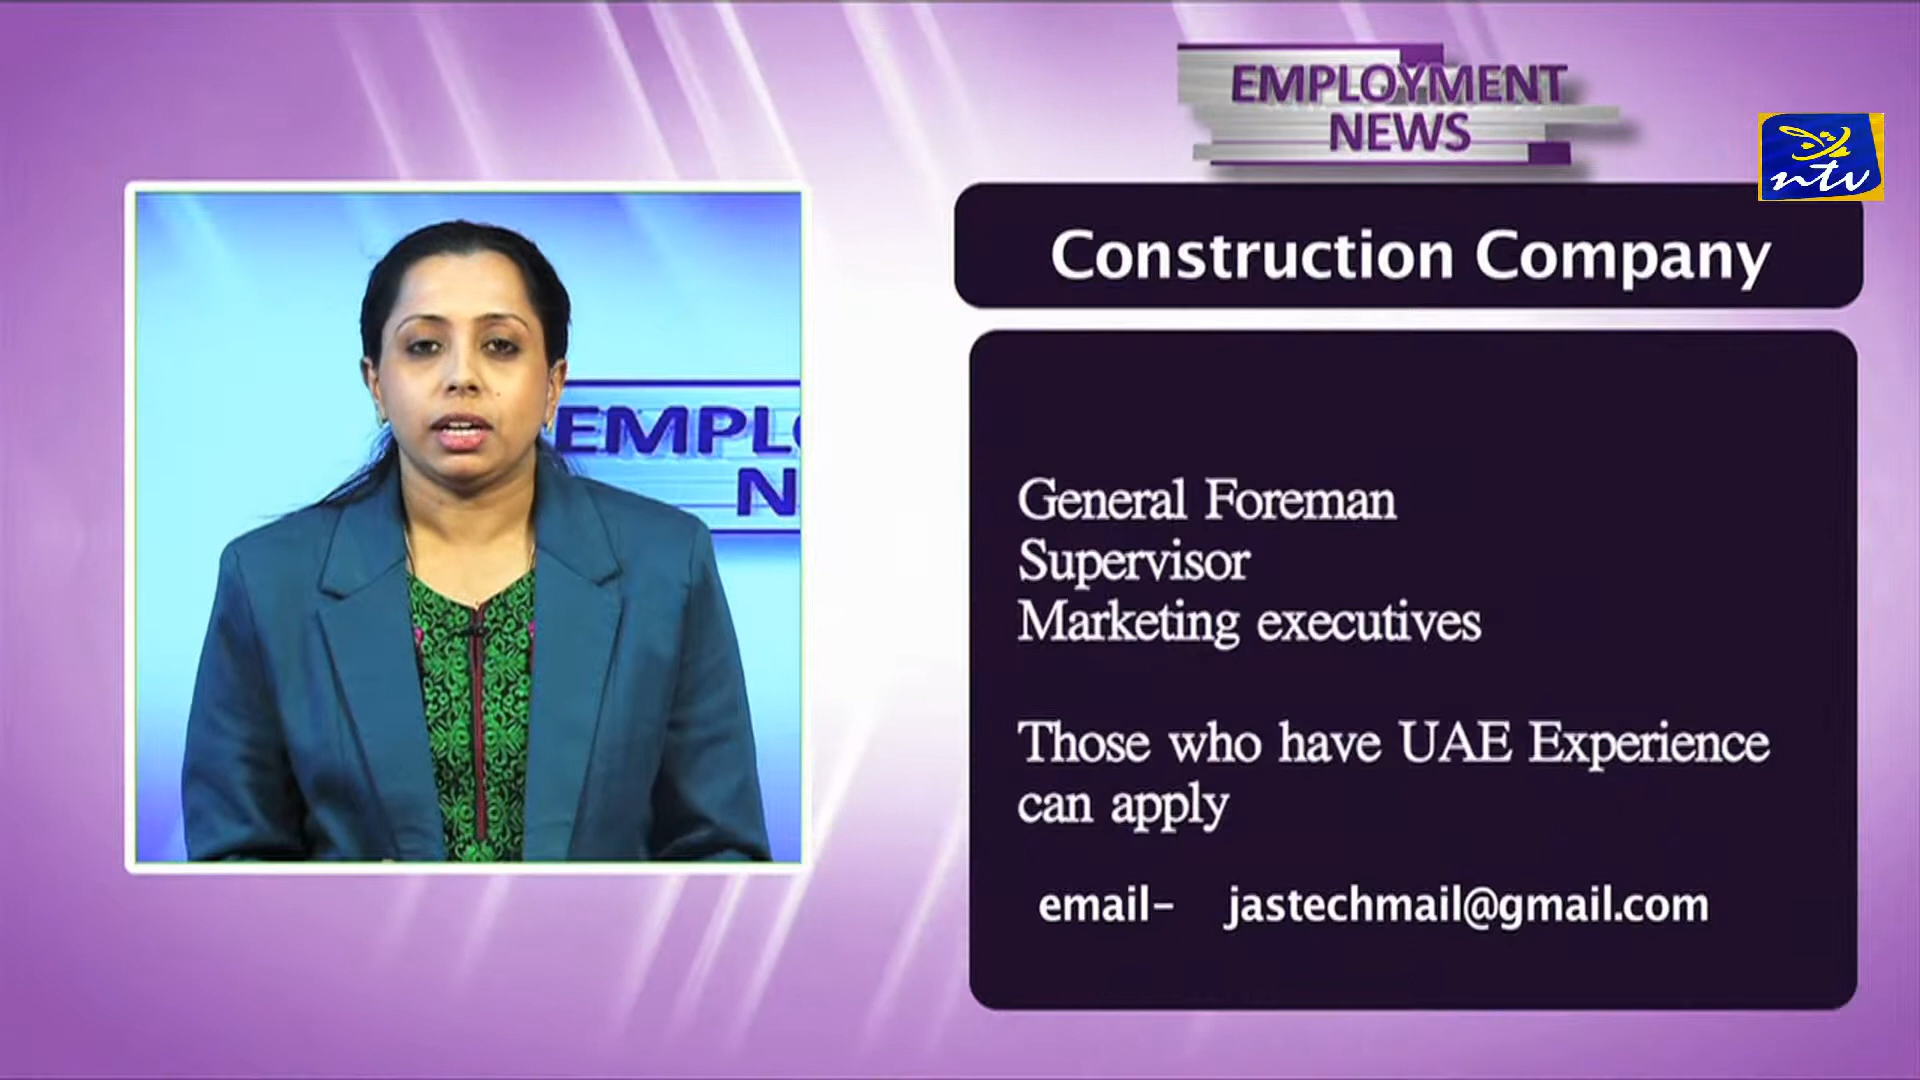 EMPLOYMENT
NEWS
ntv
Construction Company
EMPL
N
General Foreman
Supervisor
Marketing executives
Those who have UAE Experience
can apply
email- jastechmail@gmail.com